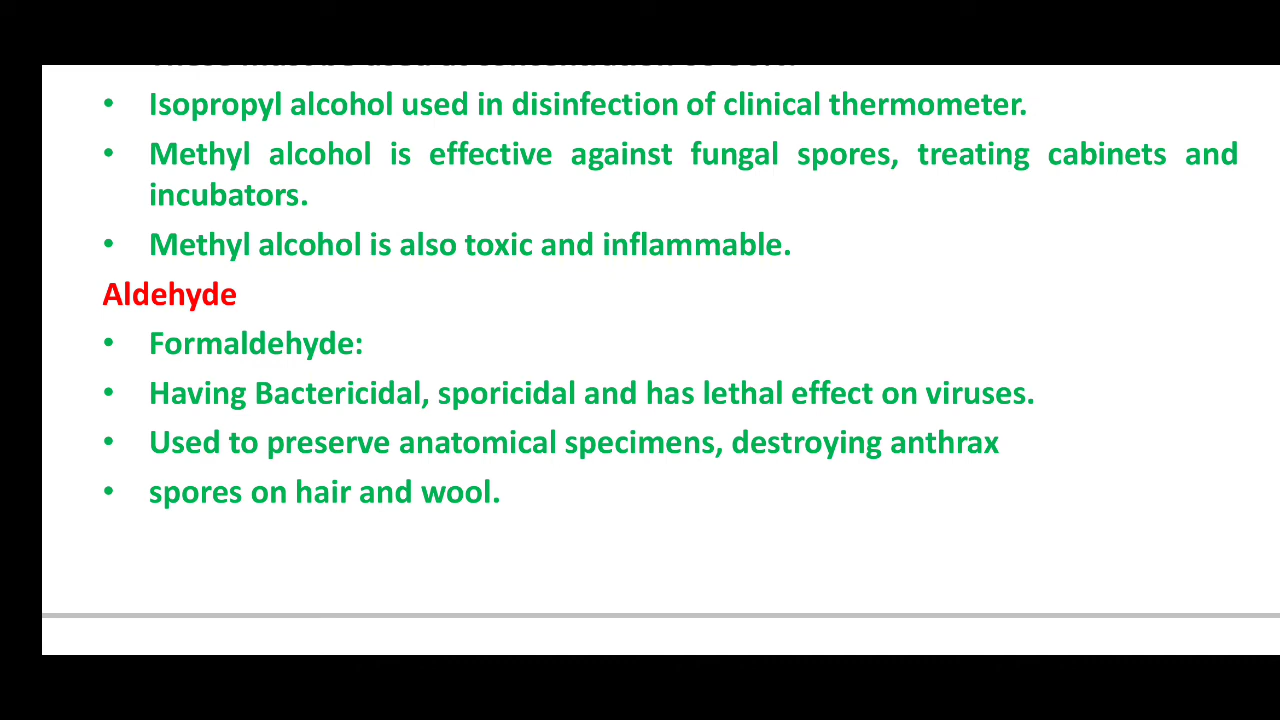 • Isopropyl alcohol used in disinfection of clinical thermometer.
• Methyl alcohol is effective against fungal spores, treating cabinets and
incubators.
• Methyl alcohol is also toxic and inflammable.
Aldehyde
• Formaldehyde:
• Having Bactericidal, sporicidal and has lethal effect on viruses.
• Used to preserve anatomical specimens, destroying anthrax
• spores on hair and wool.